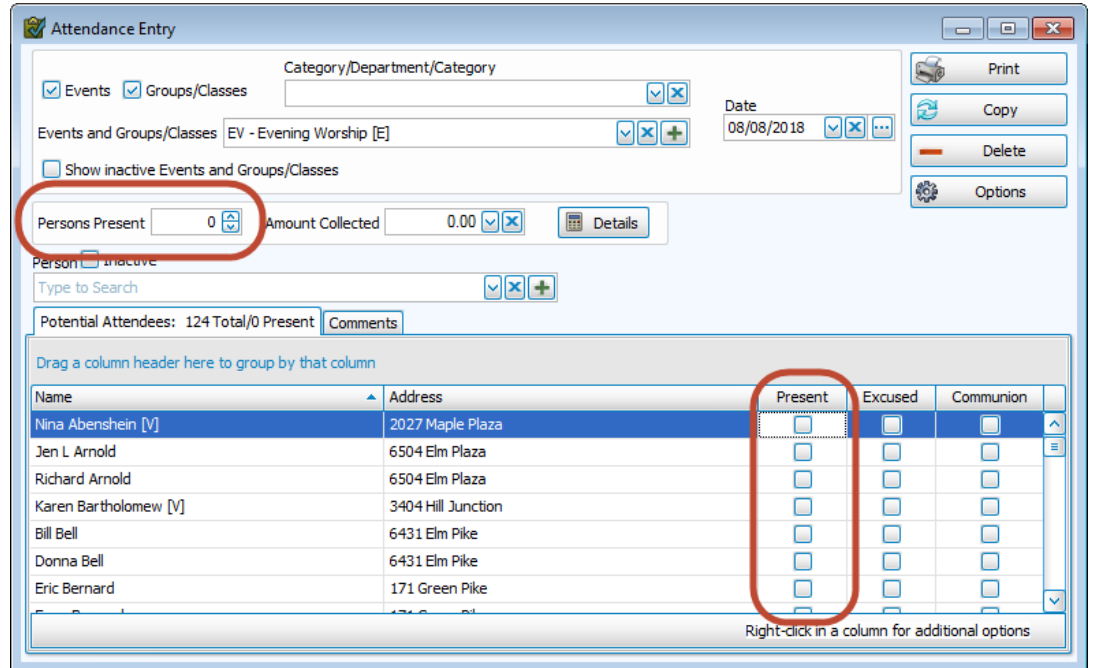 Attendance Entry
Category/Department/Category
Events Groups/Classes
Date
Events and Groups/Classes EV - Evening Worship [E]
08/08/2018
Show inactive Events and Groups/Classes
Print
Copy
Delete
Options
Persons Present 0 Amount Collected 0.00 Details
Person Inactive
Type to Search
Potential Attendees: 124 Total/0 Present Comments
Drag a column header here to group by that column
Name Address Present Excused Communion
Nina Abenshein [V] 2027 Maple Plaza
Jen L Arnold 6504 Elm Plaza
Richard Arnold 6504 Elm Plaza
Karen Bartholomew [V] 3404 Hill Junction
Bill Bell 6431 Elm Pike
Donna Bell 6431 Elm Pike
Eric Bernard 171 Green Pike
Right-click in a column for additional options